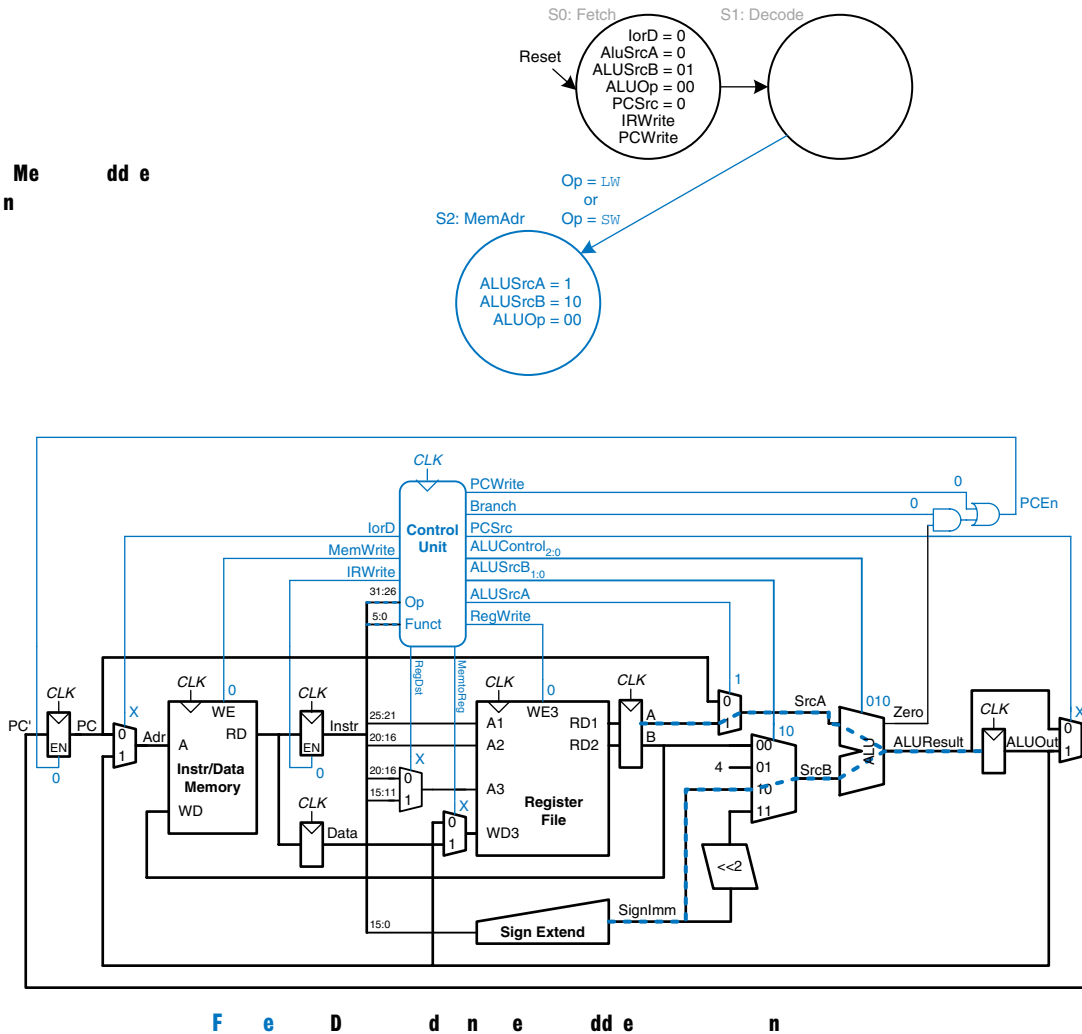 S0: Fetch
S1: Decode
Reset
IorD = 0
AluSrcA = 0
ALUSrcB = 01
ALUOp = 00
PCSrc = 0
IRWrite
PCWrite
Me dd e
n
Op = LW
or
Op = SW
S2: MemAdr
ALUSrcA = 1
ALUSrcB = 10
ALUOp = 00
CLK
PCWrite
0
Branch
0
PCEn
IorD
Control
Unit
PCSrc
MemWrite
ALUControl2:0
IRWrite
ALUSrcB1:0
31:26
Op
ALUSrcA
5:0
Funct
RegWrite
RegDst
MemtoReg
CLK
X
CLK
0
CLK
CLK
0
CLK
1
010
Zero
CLK
X
PC'
PC
EN
0
0
1
Adr
WE
A
RD
Instr/Data
Memory
WD
EN
0
Instr
CLK
Data
25:21
20:16
X
20:16
0
15:11
1
X
0
1
A1
A2
A3
WD3
WE3
RD1
RD2
Register
File
A
B
0
1
SrcA
10
00
4
01
10
11
SrcB
ALU
ALUResult
ALUOut
0
1
<<2
15:0
Sign Extend
SignImm
F e D d n e dd e n